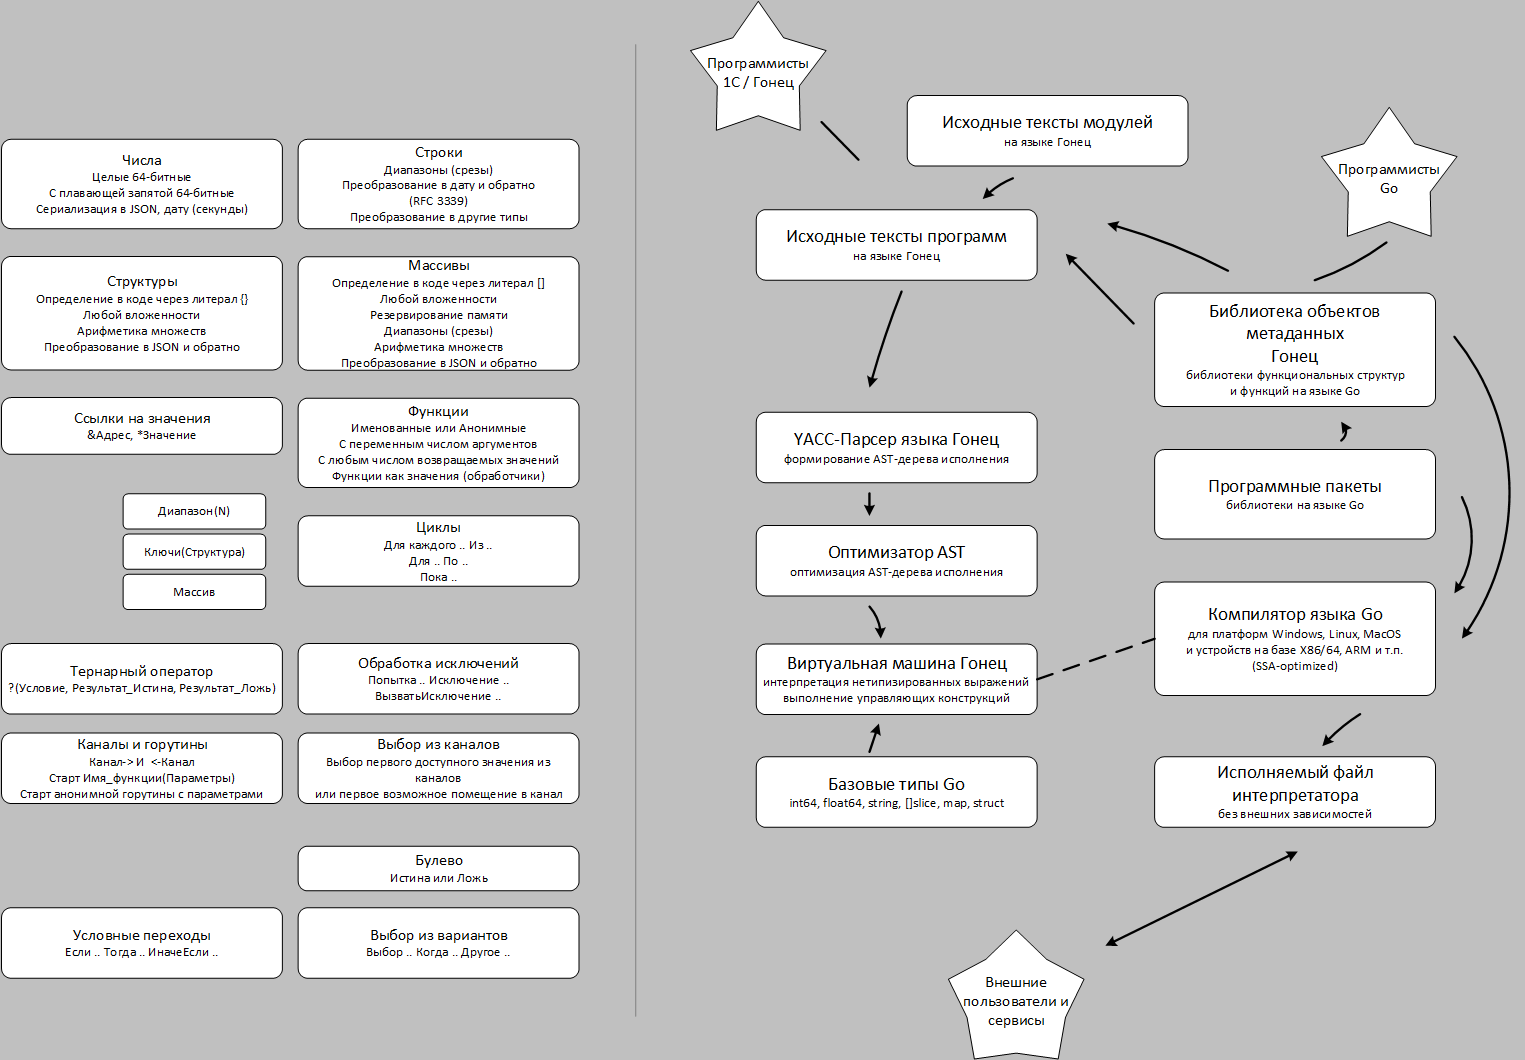 Числа
Целые 64-битные
С плавающей запятой 64-битные
Сериализация в JSON, дату (секунды)
Строки
Диапазоны (срезы)
Преобразование в дату и обратно
(RFC 3339)
Преобразование в другие типы
Структуры
Определение в коде через литерал {}
Любой вложенности
Арифметика множеств
Преобразование в JSON и обратно
Массивы
Определение в коде через литерал []
Любой вложенности
Резервирование памяти
Диапазоны (срезы)
Арифметика множеств
Преобразование в JSON и обратно
Ссылки на значения
&Адрес, *Значение
Функции
Именованные или Анонимные
С переменным числом аргументов
С любым числом возвращаемых значений
Функции как значения (обработчики)
Диапазон(N)
Ключи(Структура)
Массив
Циклы
Для каждого .. Из ..
Для .. По ..
Пока ..
Тернарный оператор
?(Условие, Результат_Истина, Результат_Ложь)
Обработка исключений
Попытка .. Исключение ..
ВызватьИсключение ..
Каналы и горутины
Канал-> И <-Канал
Старт Имя_функции(Параметры)
Старт анонимной горутины с параметрами
Выбор из каналов
Выбор первого доступного значения из
каналов
или первое возможное помещение в канал
Булево
Истина или Ложь
Условные переходы
Если .. Тогда .. ИначеЕсли ..
Выбор из вариантов
Выбор .. Когда .. Другое ..
Программисты
1С / Гонец
Исходные тексты модулей
на языке Гонец
Программисты
Go
Исходные тексты программ
на языке Гонец
Библиотека объектов
метаданных
Гонец
библиотеки функциональных структур
и функций на языке Go
YACC-Парсер языка Гонец
формирование AST-дерева исполнения
Программные пакеты
библиотеки на языке Go
Оптимизатор AST
оптимизация AST-дерева исполнения
Компилятор языка Go
для платформ Windows, Linux, MacOS
и устройств на базе X86/64, ARM и т.п.
(SSA-optimized)
Виртуальная машина Гонец
интерпретация нетипизированных выражений
выполнение управляющих конструкций
Базовые типы Go
int64, float64, string, []slice, map, struct
Исполняемый файл
интерпретатора
без внешних зависимостей
Внешние
пользователи и
сервисы